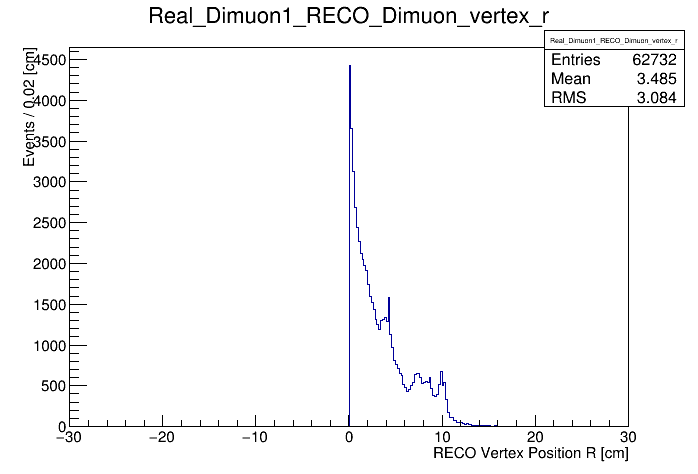 Real_Dimuon1_RECO_Dimuon_vertex_r
Real_Dimuon1_RECO_Dimuon_vertex_r
Entries 62732
Mean 3.485
RMS 3.084
Events / 0.02 [cm]
4500
4000
3500
3000
2500
2000
1500
1000
500
0
−30 −20 −10 0 10 20 30
RECO Vertex Position R [cm]